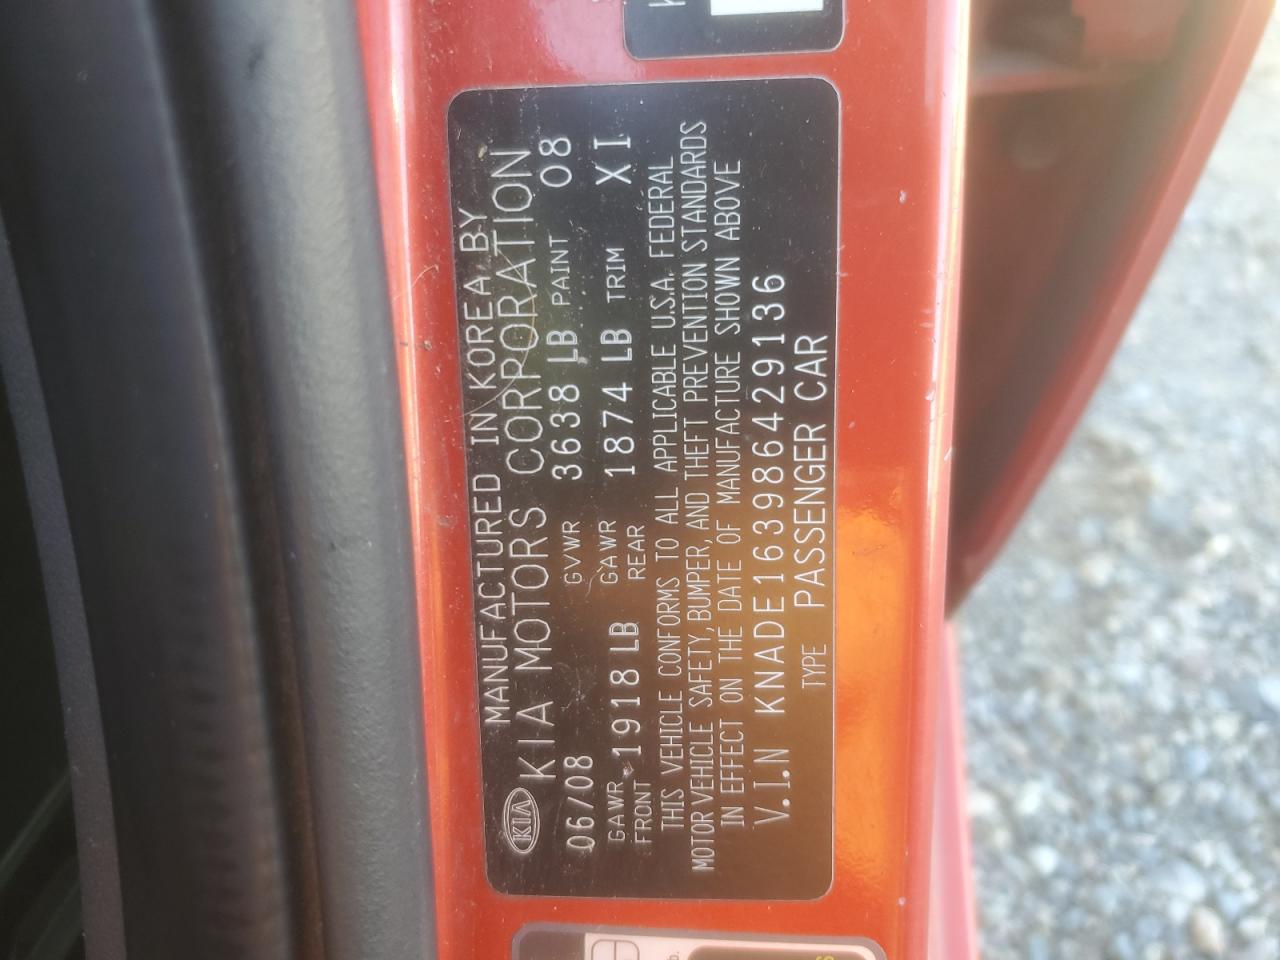 MANUFACTURED IN KOREA BY
KIA KIA MOTORS CORPORATION
06/08 GVWR 3638 LB PAINT 08
GAWR FRONT 1918 LB GAWR REAR 1874 LB TRIM XI
THIS VEHICLE CONFORMS TO ALL APPLICABLE U.S.A. FEDERAL
MOTOR VEHICLE SAFETY, BUMPER, AND THEFT PREVENTION STANDARDS
IN EFFECT ON THE DATE OF MANUFACTURE SHOWN ABOVE
V.I.N KNADE163986429136
TYPE PASSENGER CAR